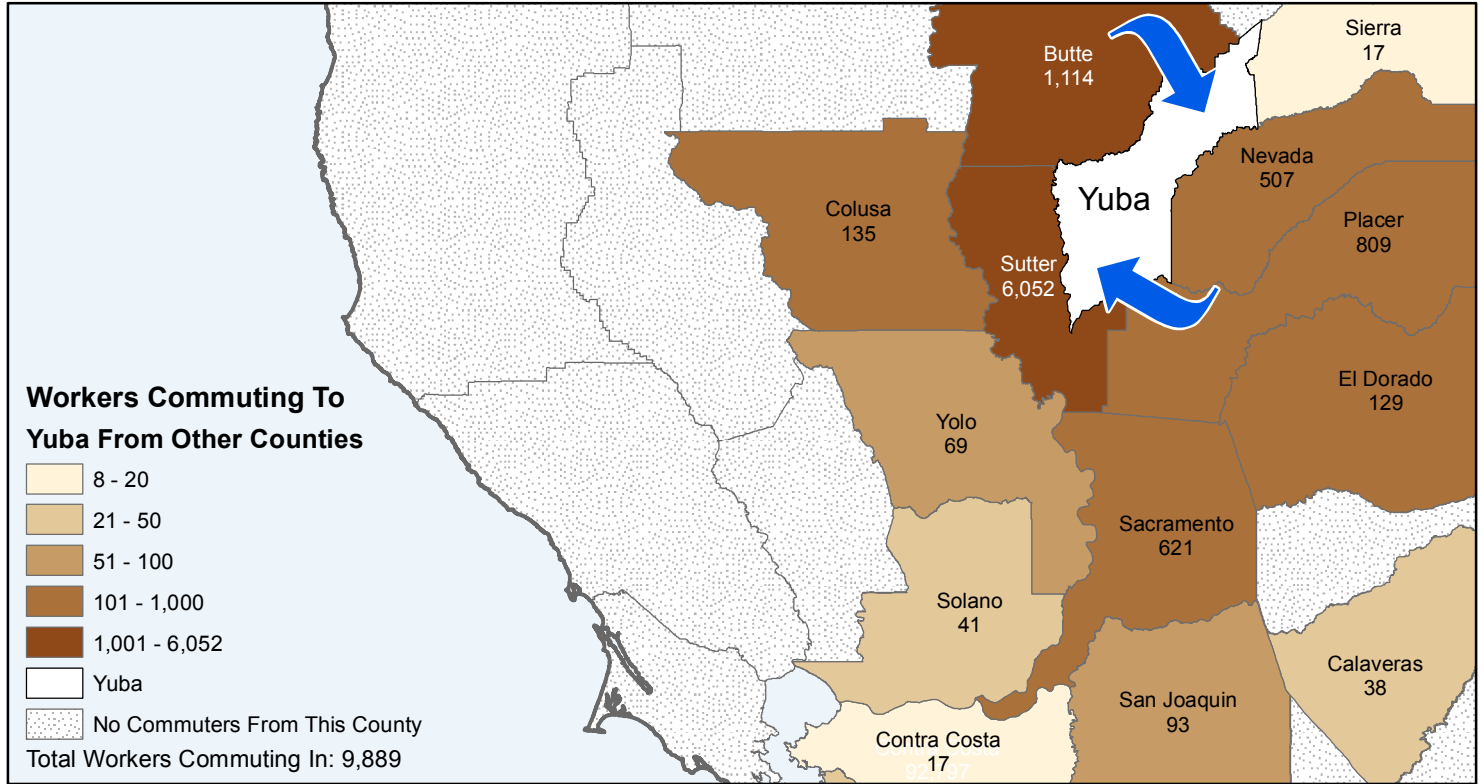 Sierra
17
Butte
1,114
Nevada
507
Yuba
Colusa
135
Placer
809
Sutter
6,052
El Dorado
129
Workers Commuting To
Yuba From Other Counties
8 - 20
21 - 50
51 - 100
101 - 1,000
1,001 - 6,052
Yuba
No Commuters From This County
Total Workers Commuting In: 9,889
Yolo
69
Sacramento
621
Solano
41
Calaveras
38
San Joaquin
93
Contra Costa
17